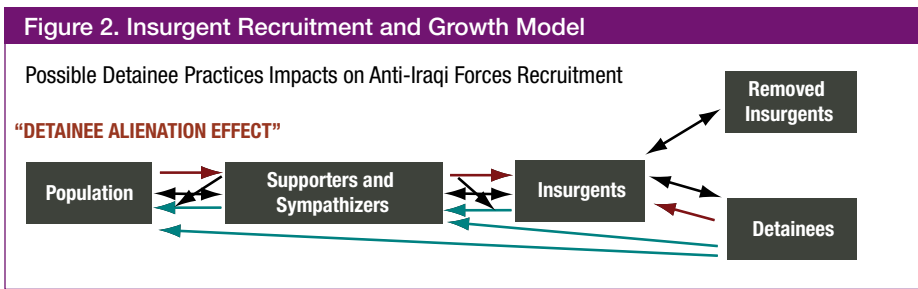 Figure 2. Insurgent Recruitment and Growth Model
Possible Detainee Practices Impacts on Anti-Iraqi Forces Recruitment
“DETAINEE ALIENATION EFFECT”
Population
Supporters and
Sympathizers
Insurgents
Removed
Insurgents
Detainees